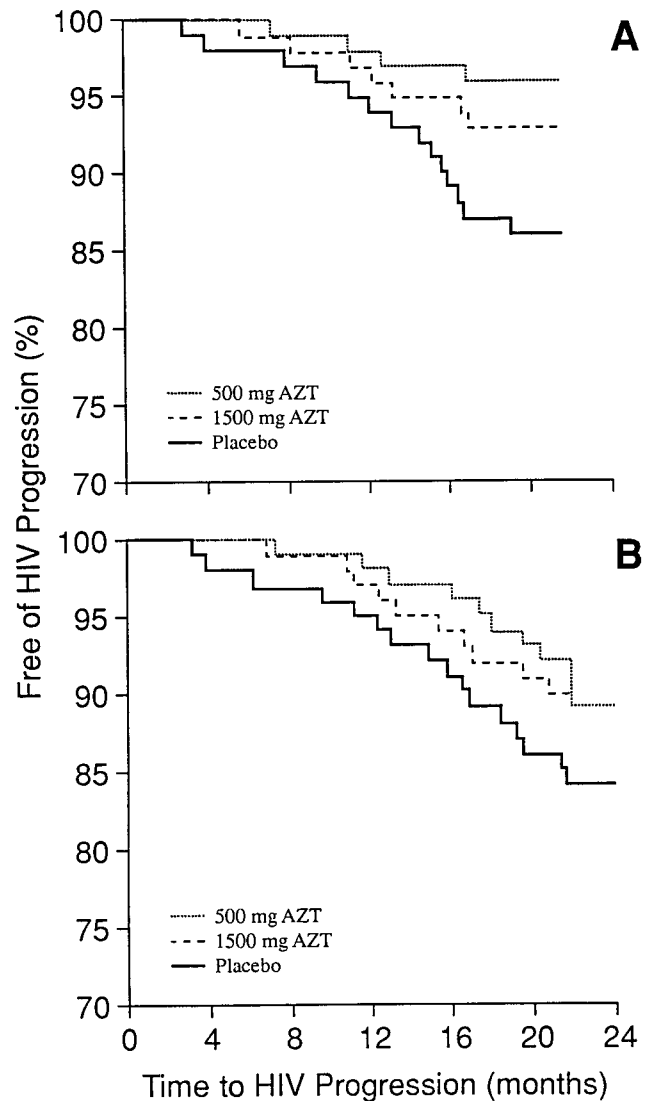 A
100
95
90
85
80
75
70
500 mg AZT
1500 mg AZT
Placebo
Free of HIV Progression (%)
B
100
95
90
85
80
75
70
500 mg AZT
1500 mg AZT
Placebo
0 4 8 12 16 20 24
Time to HIV Progression (months)